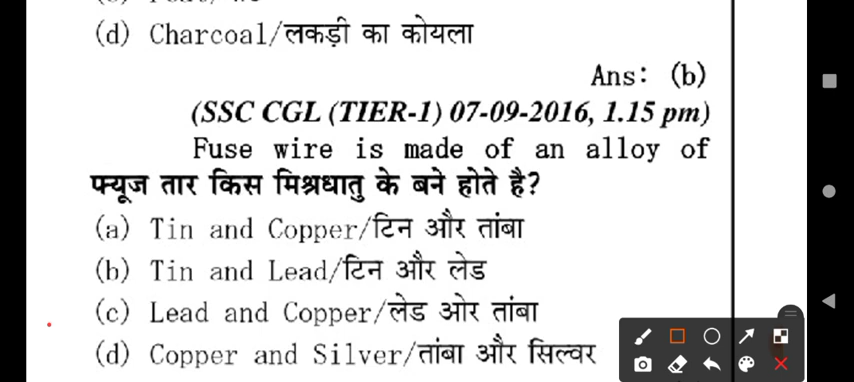 (d) Charcoal/लकड़ी का कोयला
Ans: (b)
(SSC CGL (TIER-1) 07-09-2016, 1.15 pm)
Fuse wire is made of an alloy of
फ्यूज तार किस मिश्रधातु के बने होते है?
(a) Tin and Copper/टिन और तांबा
(b) Tin and Lead/टिन और लेड
(c) Lead and Copper/लेड ओर तांबा
(d) Copper and Silver/तांबा और सिल्वर